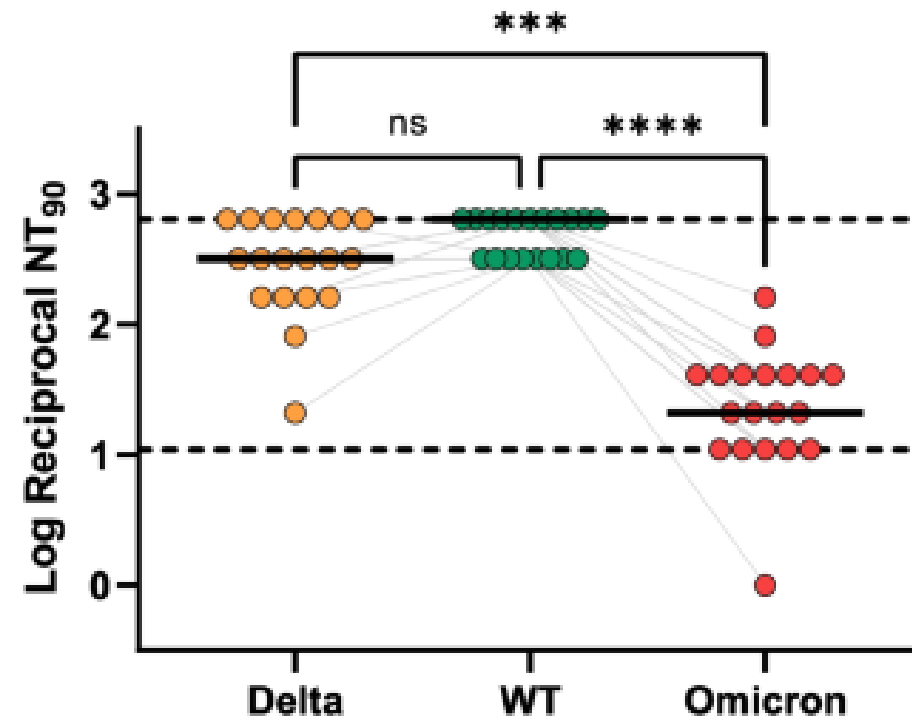 ***
ns
****
Log Reciprocal NT90
3
2
1
0
Delta WT Omicron